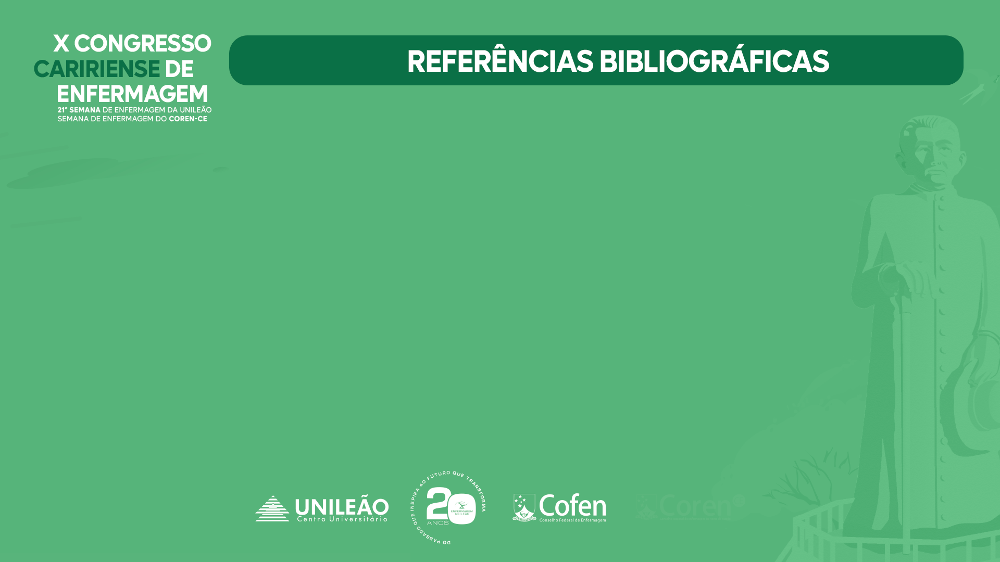 X CONGRESSO
CARIRIENSE DE
ENFERMAGEM
21ª SEMANA DE ENFERMAGEM DA UNILEÃO
SEMANA DE ENFERMAGEM DO COREN-CE
REFERÊNCIAS BIBLIOGRÁFICAS
UNILEÃO
Centro Universitário
DO PASSADO QUE INSPIRA AO FUTURO QUE TRANSFORMA
20
ANOS
ENFERMAGEM
UNILEÃO
Cofen
Conselho Federal de Enfermagem
Coren